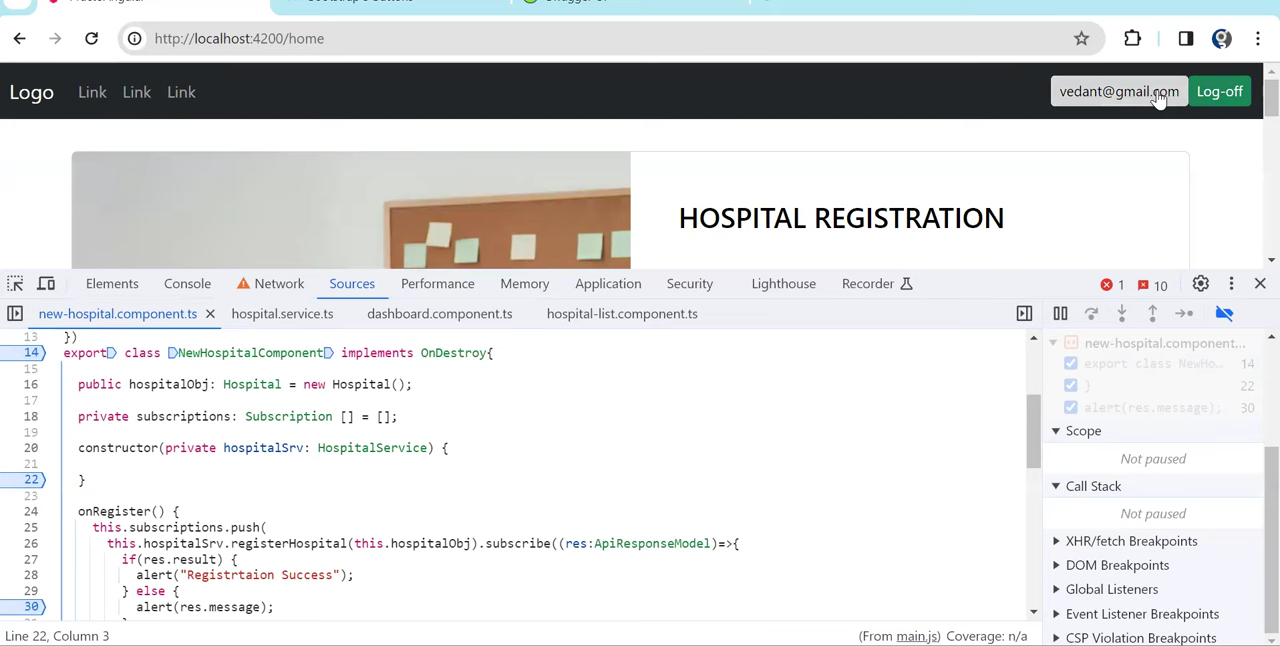 http://localhost:4200/home
Logo Link Link Link vedant@gmail.com Log-off
HOSPITAL REGISTRATION
Elements Console Network Sources Performance Memory Application Security Lighthouse Recorder 1 10
new-hospital.component.ts hospital.service.ts dashboard.component.ts hospital-list.component.ts
13 })
14 export class NewHospitalComponent implements OnDestroy{
15
16 public hospitalObj: Hospital = new Hospital();
17
18 private subscriptions: Subscription [] = [];
19
20 constructor(private hospitalSrv: HospitalService) {
21
22 }
23
24 onRegister() {
25 this.subscriptions.push(
26 this.hospitalSrv.registerHospital(this.hospitalObj).subscribe((res:ApiResponseModel)=>{
27 if(res.result) {
28 alert("Registrtaion Success");
29 } else {
30 alert(res.message);
new-hospital.component...
export class NewHo... 14
} 22
alert(res.message); 30
Scope
Not paused
Call Stack
Not paused
XHR/fetch Breakpoints
DOM Breakpoints
Global Listeners
Event Listener Breakpoints
CSP Violation Breakpoints
Line 22, Column 3 (From main.js) Coverage: n/a